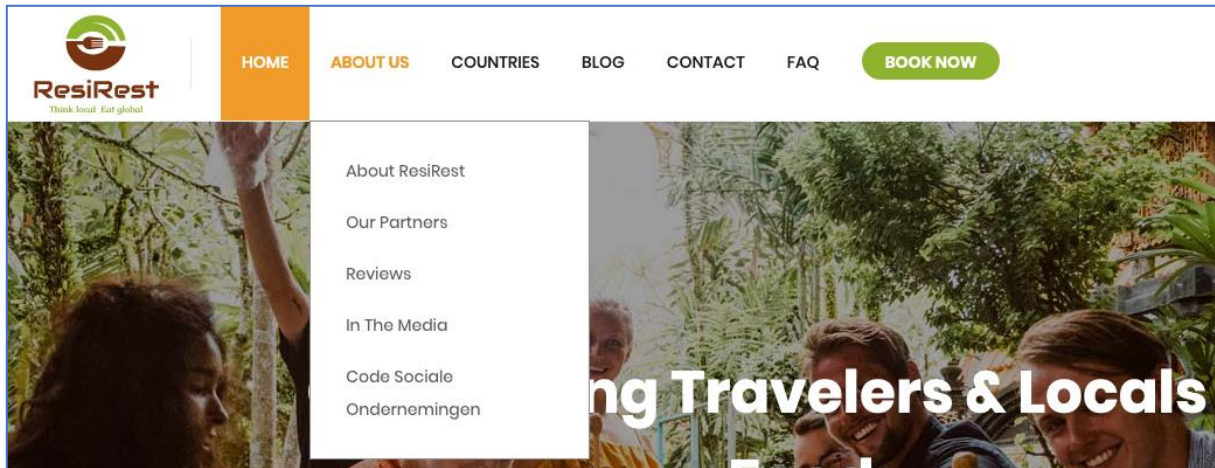 ResiRest
Think local Eat global
HOME
ABOUT US
COUNTRIES
BLOG
CONTACT
FAQ
BOOK NOW
About ResiRest
Our Partners
Reviews
In The Media
Code Sociale
Ondernemingen
ng Travelers & Locals